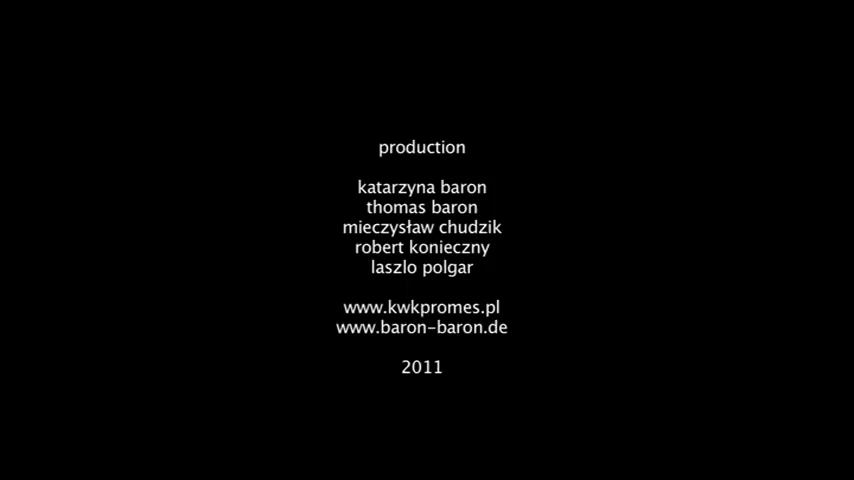 production
katarzyna baron
thomas baron
mieczysław chudzik
robert konieczny
laszlo polgar
www.kwkpromes.pl
www.baron-baron.de
2011